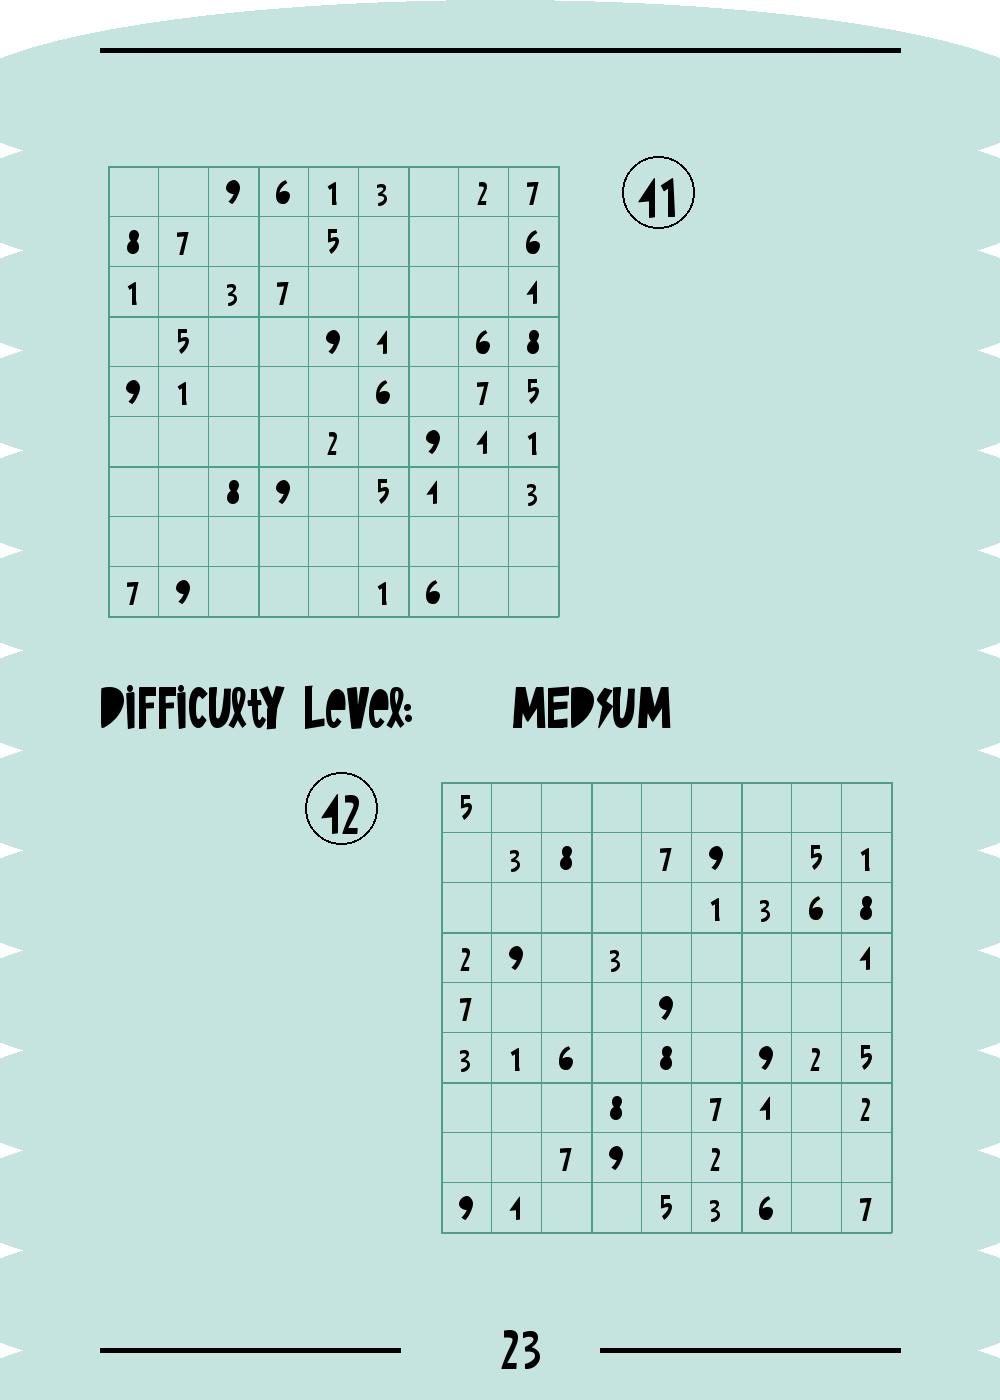 9 6 1 3 2 7
41
8 7 5 6
1 3 7 4
5 9 4 6 8
9 1 6 7 5
2 9 4 1
8 9 5 4 3
7 9 1 6
Difficulty Level: MEDIUM
42
5
3 8 7 9 5 1
1 3 6 8
2 9 3 4
7 9
3 1 6 8 9 2 5
8 7 4 2
7 9 2
9 4 5 3 6 7
23